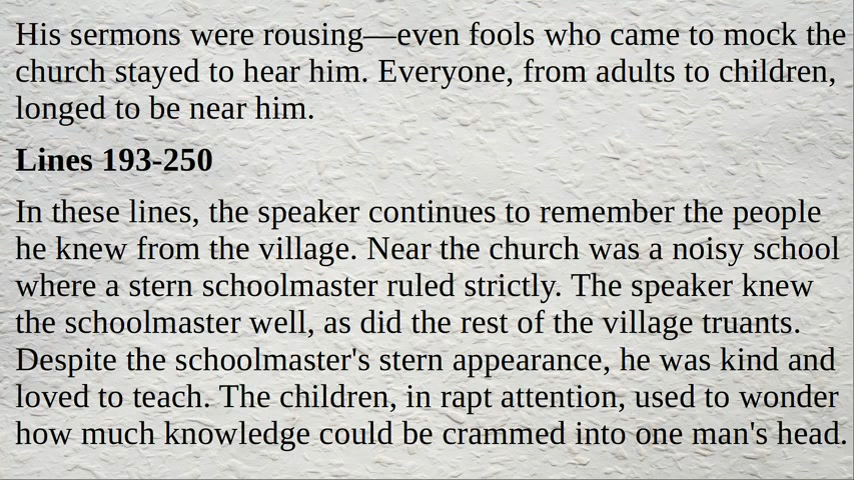 His sermons were rousing—even fools who came to mock the
church stayed to hear him. Everyone, from adults to children,
longed to be near him.
Lines 193-250
In these lines, the speaker continues to remember the people
he knew from the village. Near the church was a noisy school
where a stern schoolmaster ruled strictly. The speaker knew
the schoolmaster well, as did the rest of the village truants.
Despite the schoolmaster's stern appearance, he was kind and
loved to teach. The children, in rapt attention, used to wonder
how much knowledge could be crammed into one man's head.